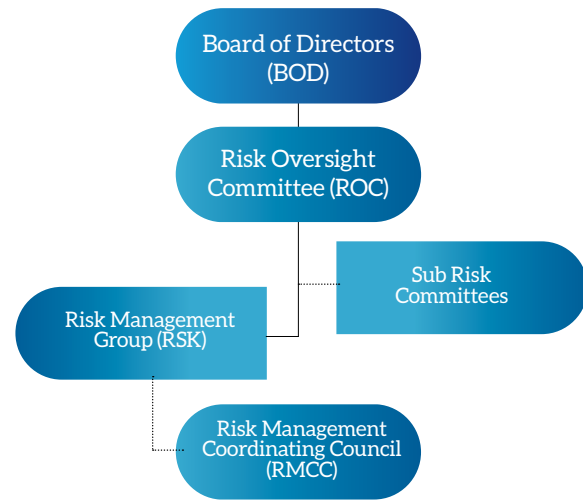 Board of Directors
(BOD)
Risk Oversight
Committee (ROC)
Sub Risk
Committees
Risk Management
Group (RSK)
Risk Management
Coordinating Council
(RMCC)